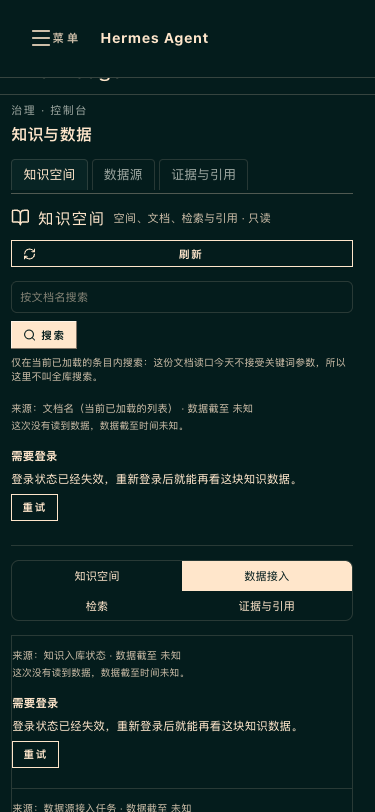 菜单
Hermes Agent
治理 · 控制台
知识与数据
知识空间
数据源
证据与引用
知识空间 空间、文档、检索与引用 · 只读
刷新
按文档名搜索
搜索
仅在当前已加载的条目内搜索：这份文档读口今天不接受关键词参数，所以
这里不叫全库搜索。
来源：文档名（当前已加载的列表） · 数据截至 未知
这次没有读到数据，数据截至时间未知。
需要登录
登录状态已经失效，重新登录后就能再看这块知识数据。
重试
知识空间
数据接入
检索
证据与引用
来源：知识入库状态 · 数据截至 未知
这次没有读到数据，数据截至时间未知。
需要登录
登录状态已经失效，重新登录后就能再看这块知识数据。
重试
来源：数据源接入任务 · 数据截至 未知